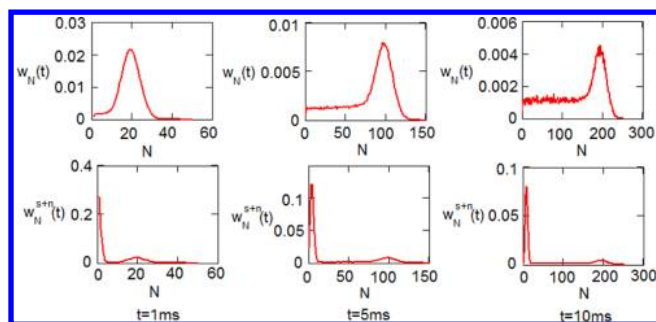 0.03
0.02
0.01
0
w_N(t)
0 20 40 60
N
0.01
0.005
0
w_N(t)
0 50 100 150
N
0.006
0.004
0.002
0.000
w_N(t)
0 100 200 300
N
0.4
0.2
0
w_N^{s+n}(t)
0 20 40 60
N
0.1
0.05
0
w_N^{s+n}(t)
0 50 100 150
N
0.1
0.05
0
w_N^{s+n}(t)
0 100 200 300
N
t=1ms t=5ms t=10ms